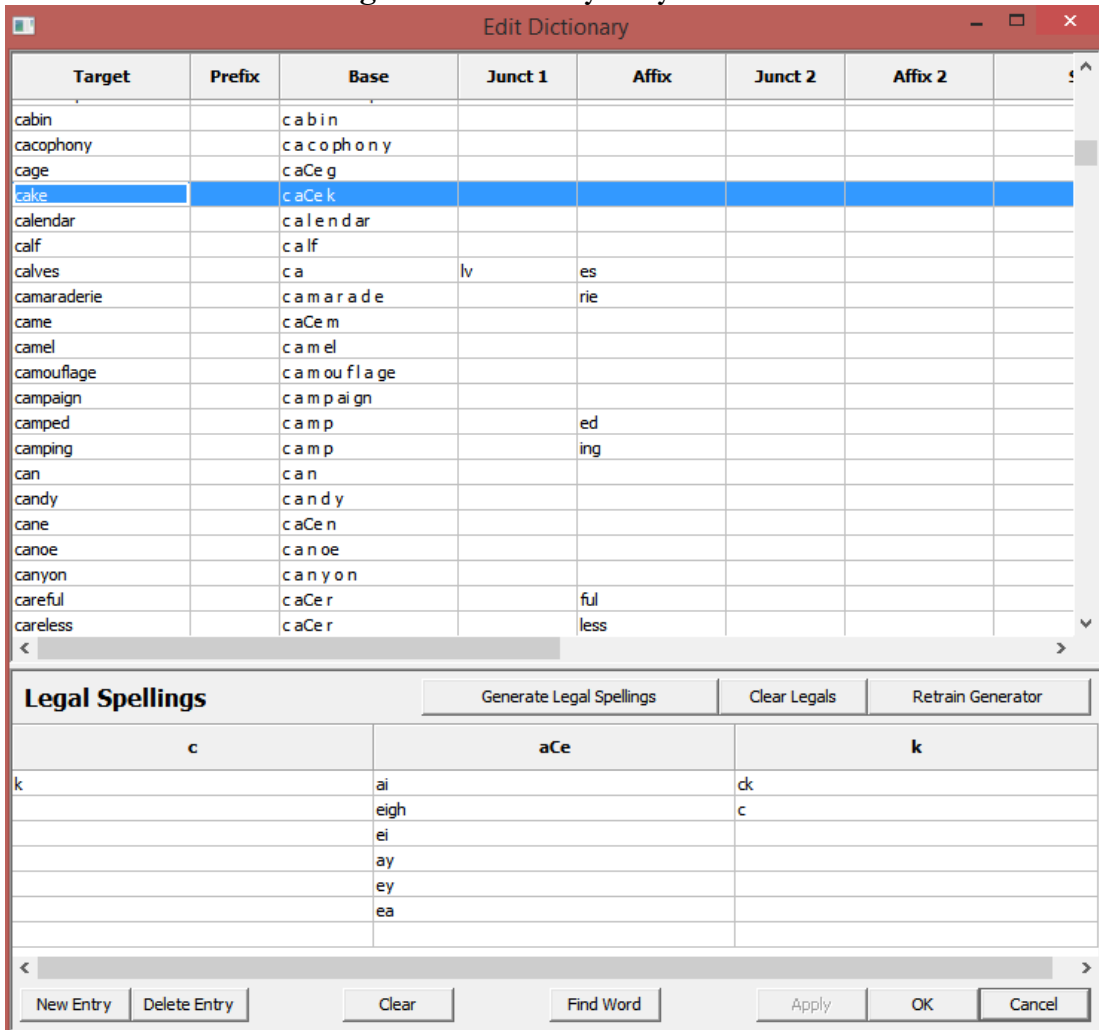 Edit Dictionary
Target Prefix Base Junct 1 Affix Junct 2 Affix 2
cabin c a b i n
cacophony c a c o ph o n y
cage c aCe g
cake c aCe k
calendar c a l e n d ar
calf c a lf
calves c a lv es
camaraderie c a m a r a d e rie
came c aCe m
camel c a m el
camouflage c a m ou f l a ge
campaign c a m p ai gn
camped c a m p ed
camping c a m p ing
can c a n
candy c a n d y
cane c aCe n
canoe c a n oe
canyon c a n y o n
careful c aCe r ful
careless c aCe r less
Legal Spellings Generate Legal Spellings Clear Legals Retrain Generator
c aCe k
k ai ck
eigh c
ei
ay
ey
ea
New Entry Delete Entry Clear Find Word Apply OK Cancel